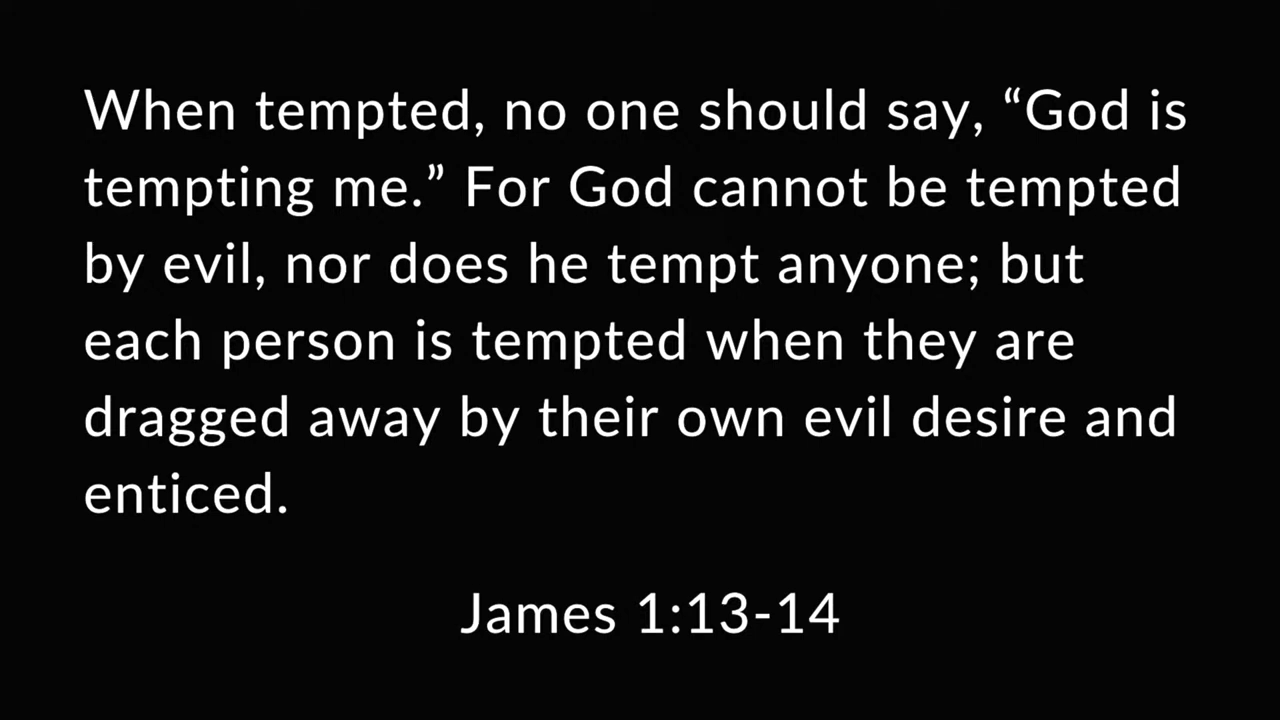 When tempted, no one should say, “God is
tempting me.” For God cannot be tempted
by evil, nor does he tempt anyone; but
each person is tempted when they are
dragged away by their own evil desire and
enticed.
James 1:13-14